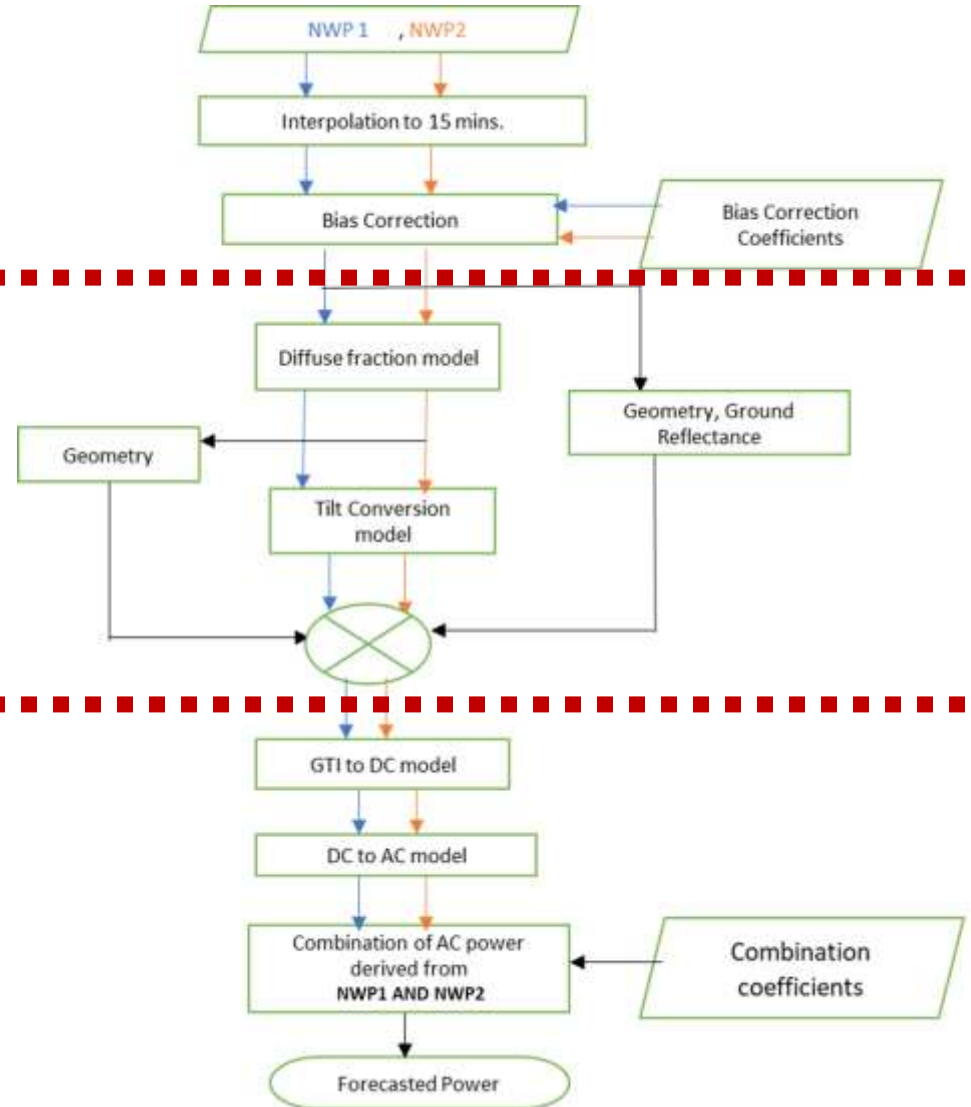 NWP 1 , NWP2
Interpolation to 15 mins.
Bias Correction
Bias Correction
Coefficients
Diffuse fraction model
Geometry, Ground
Reflectance
Geometry
Tilt Conversion
model
GTI to DC model
DC to AC model
Combination of AC power
derived from
NWP1 AND NWP2
Combination
coefficients
Forecasted Power